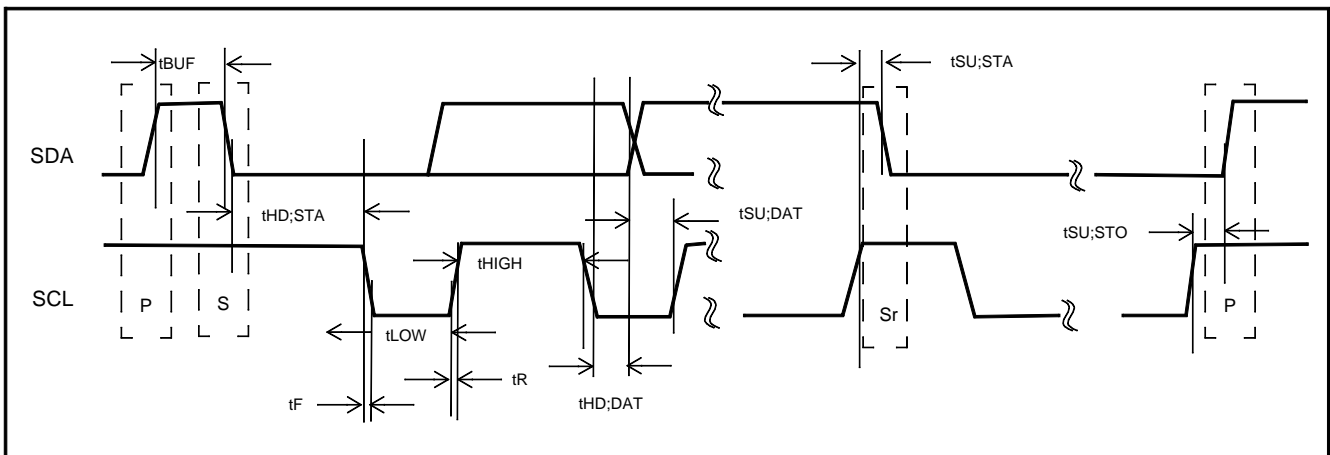 tBUF
tSU;STA
SDA
tHD;STA
tSU;DAT
tSU;STO
tHIGH
SCL
P
S
Sr
P
tLOW
tR
tF
tHD;DAT